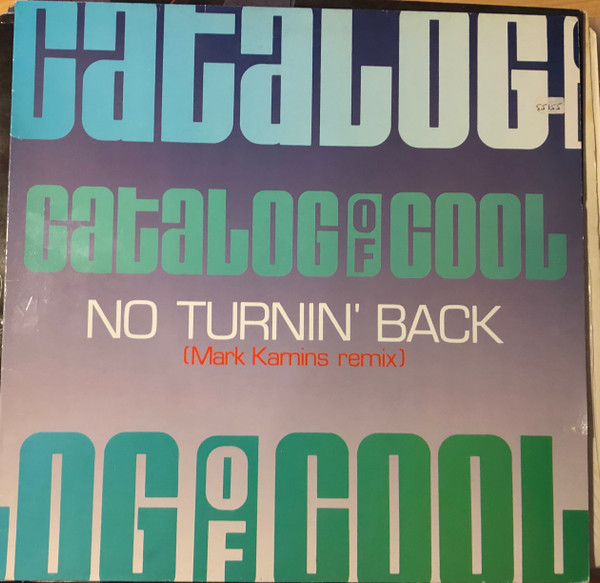 CataLOG
CataLOG OF COOL
NO TURNIN' BACK
(Mark Kamins remix)
LOG OF COOL